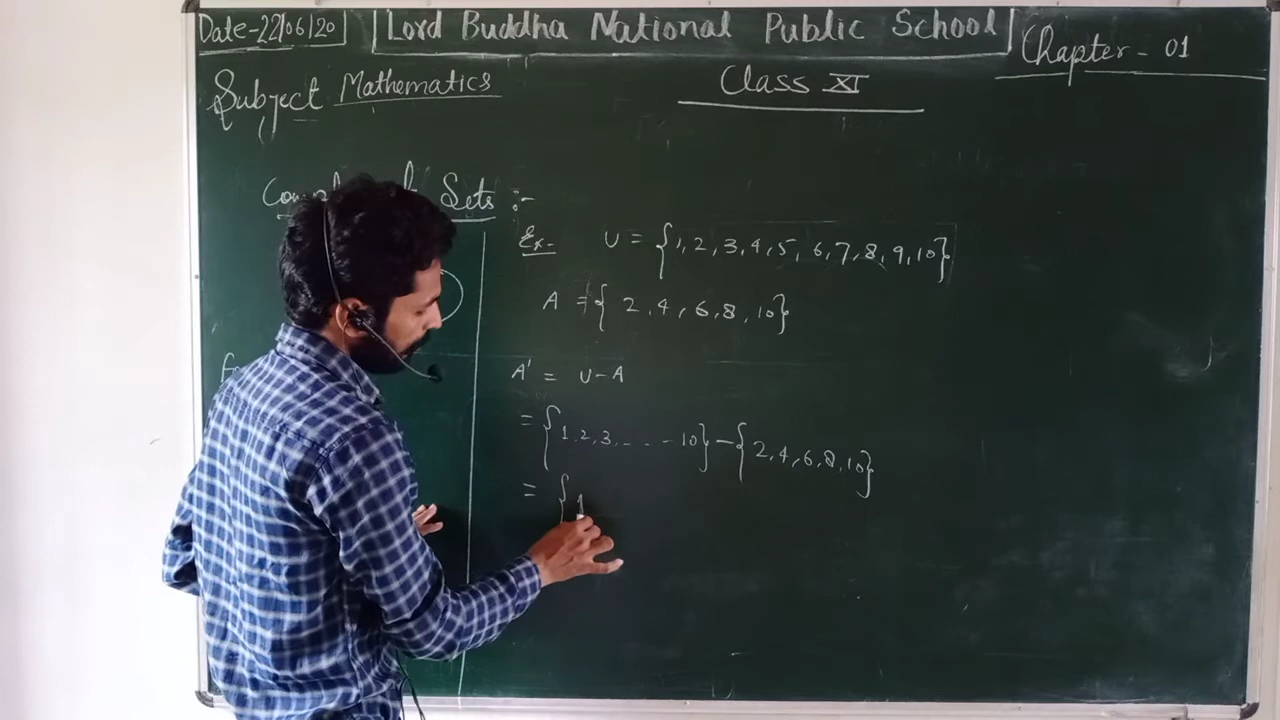 Date-22/06/20
Lord Buddha National Public School
Chapter - 01
Subject Mathematics
Class XI
Sets :-
Ex- U = {1, 2, 3, 4, 5, 6, 7, 8, 9, 10}
A = { 2, 4, 6, 8, 10}
A' = U - A
= {1, 2, 3, - - - - 10} - {2, 4, 6, 8, 10}
= { 1